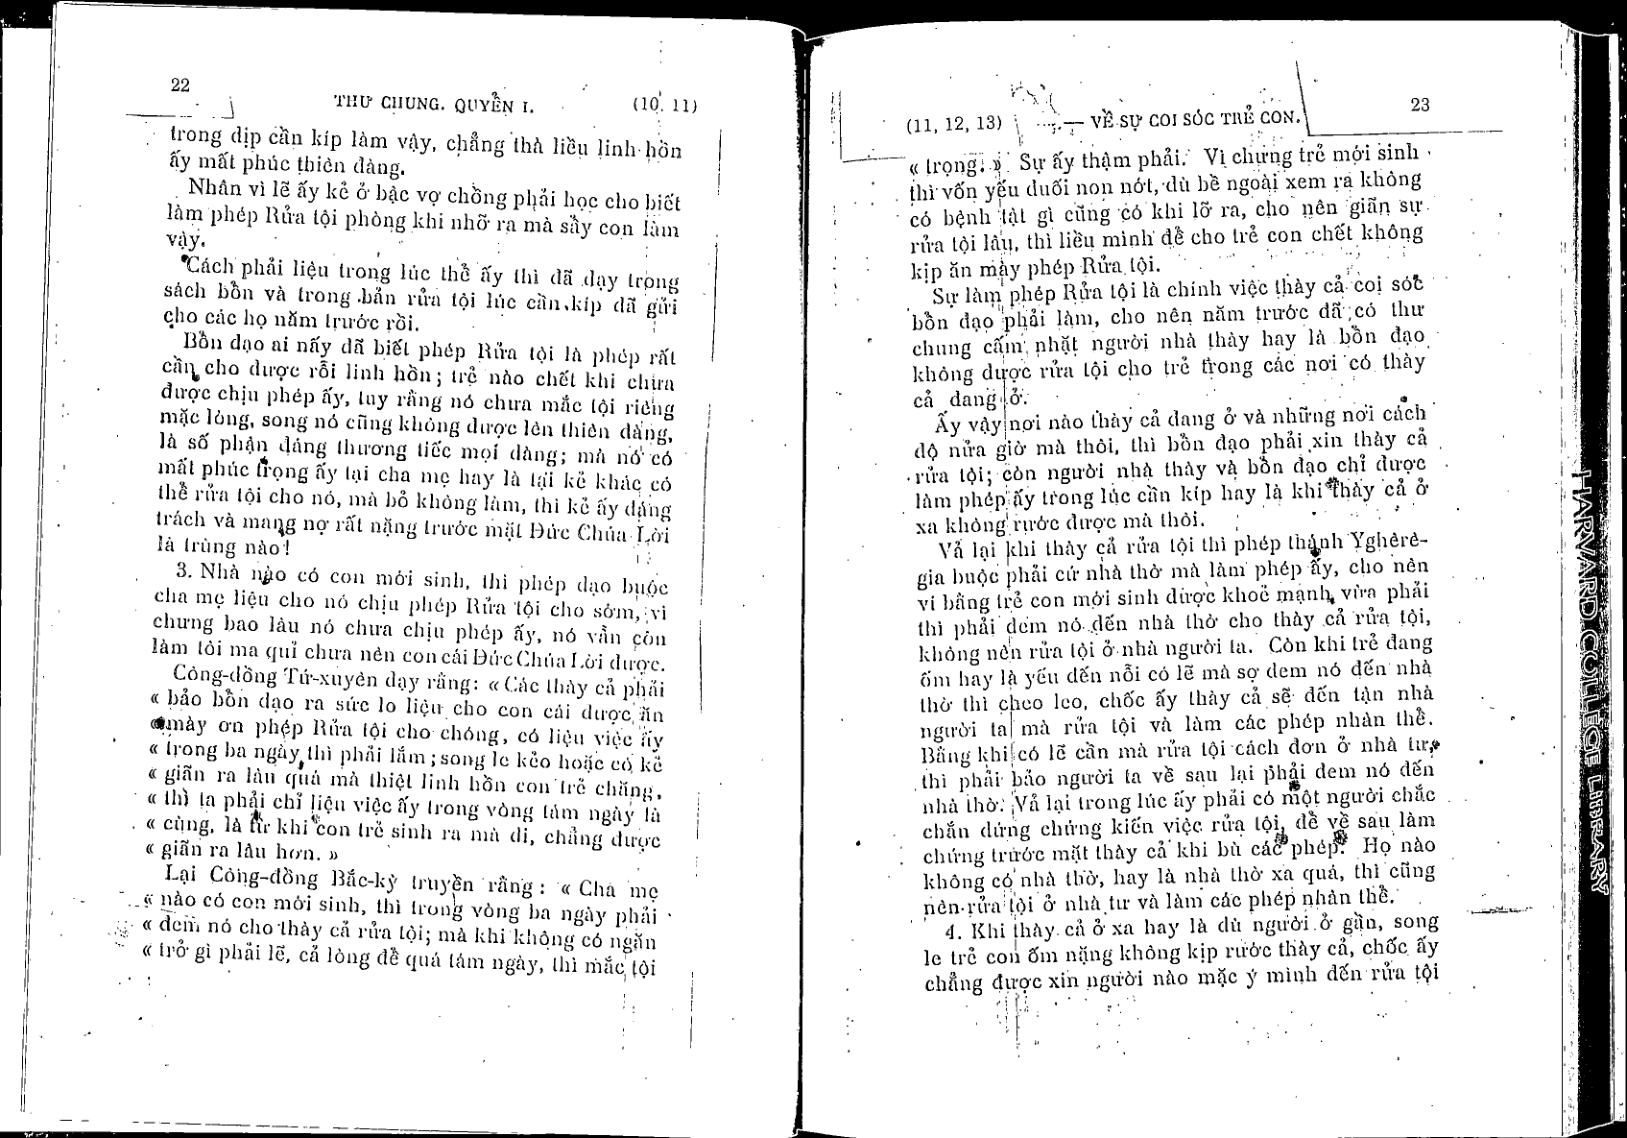 22
THƯ CHUNG. QUYỂN I.
(10. 11)
trong dịp cần kíp làm vậy, chẳng thà liều linh hồn
ấy mất phúc thiên đàng.
Nhân vì lẽ ấy kẻ ở bậc vợ chồng phải học cho biết
làm phép Rửa tội phòng khi nhỡ ra mà sẩy con làm
vậy.
Cách phải liệu trong lúc thể ấy thì đã dạy trong
sách bổn và trong bản rửa tội lúc cần kíp đã gửi
cho các họ năm trước rồi.
Bổn đạo ai nấy đã biết phép Rửa tội là phép rất
cần cho được rỗi linh hồn; trẻ nào chết khi chưa
được chịu phép ấy, tuy rằng nó chưa mắc tội riêng
mặc lòng, song nó cũng không được lên thiên đàng,
là số phận đáng thương tiếc mọi đàng; mà nó có
mất phúc trọng ấy tại cha mẹ hay là tại kẻ khác có
thể rửa tội cho nó, mà bỏ không làm, thì kẻ ấy đáng
trách và mang nợ rất nặng trước mặt Đức Chúa Lời
là trùng nào!
3. Nhà nào có con mới sinh, thì phép đạo buộc
cha mẹ liệu cho nó chịu phép Rửa tội cho sớm, vì
chưng bao lâu nó chưa chịu phép ấy, nó vẫn còn
làm tôi ma quỉ chưa nên con cái Đức Chúa Lời được.
Công-đồng Tứ-xuyên dạy rằng: « Các thày cả phải
« bảo bổn đạo ra sức lo liệu cho con cái được ăn
« mày ơn phép Rửa tội cho chóng, có liệu việc ấy
« trong ba ngày thì phải lắm; song le kẻo hoặc có kẻ
« giãn ra lâu quá mà thiệt linh hồn con trẻ chăng,
« thì ta phải chỉ liệu việc ấy trong vòng tám ngày là
« cùng, là từ khi con trẻ sinh ra mà đi, chẳng được
« giãn ra lâu hơn. »
Lại Công-đồng Bắc-kỳ truyền rằng: « Cha mẹ
« nào có con mới sinh, thì trong vòng ba ngày phải
« đem nó cho thày cả rửa tội; mà khi không có ngăn
« trở gì phải lẽ, cả lòng để quá tám ngày, thì mắc tội
(11, 12, 13)
— VỀ SỰ COI SÓC TRẺ CON.
23
« trọng. » Sự ấy thậm phải. Vì chưng trẻ mới sinh
thì vốn yếu đuối non nớt, dù bề ngoài xem ra không
có bệnh tật gì cũng có khi lỡ ra, cho nên giãn sự
rửa tội lâu, thì liều mình để cho trẻ con chết không
kịp ăn mày phép Rửa tội.
Sự làm phép Rửa tội là chính việc thày cả coi sóc
bổn đạo phải làm, cho nên năm trước đã có thư
chung cấm nhặt người nhà thày hay là bổn đạo
không được rửa tội cho trẻ trong các nơi có thày
cả đang ở.
Ấy vậy nơi nào thày cả đang ở và những nơi cách
độ nửa giờ mà thôi, thì bổn đạo phải xin thày cả
rửa tội; còn người nhà thày và bổn đạo chỉ được
làm phép ấy trong lúc cần kíp hay là khi thày cả ở
xa không rước được mà thôi.
Vả lại khi thày cả rửa tội thì phép thánh Yghêrê-
gia buộc phải cứ nhà thờ mà làm phép ấy, cho nên
ví bằng trẻ con mới sinh được khoẻ mạnh, vừa phải
thì phải đem nó đến nhà thờ cho thày cả rửa tội,
không nên rửa tội ở nhà người ta. Còn khi trẻ đang
ốm hay là yếu đến nỗi có lẽ mà sợ đem nó đến nhà
thờ thì cheo leo, chốc ấy thày cả sẽ đến tận nhà
người ta mà rửa tội và làm các phép nhân thể.
Bằng khi có lẽ cần mà rửa tội cách đơn ở nhà tư,
thì phải bảo người ta về sau lại phải đem nó đến
nhà thờ. Vả lại trong lúc ấy phải có một người chắc
chắn đứng chứng kiến việc rửa tội, để về sau làm
chứng trước mặt thày cả khi bù các phép. Họ nào
không có nhà thờ, hay là nhà thờ xa quá, thì cũng
nên rửa tội ở nhà tư và làm các phép nhân thể.
4. Khi thày cả ở xa hay là dù người ở gần, song
le trẻ con ốm nặng không kịp rước thày cả, chốc ấy
chẳng được xin người nào mặc ý mình đến rửa tội
HARVARD COLLEGE LIBRARY